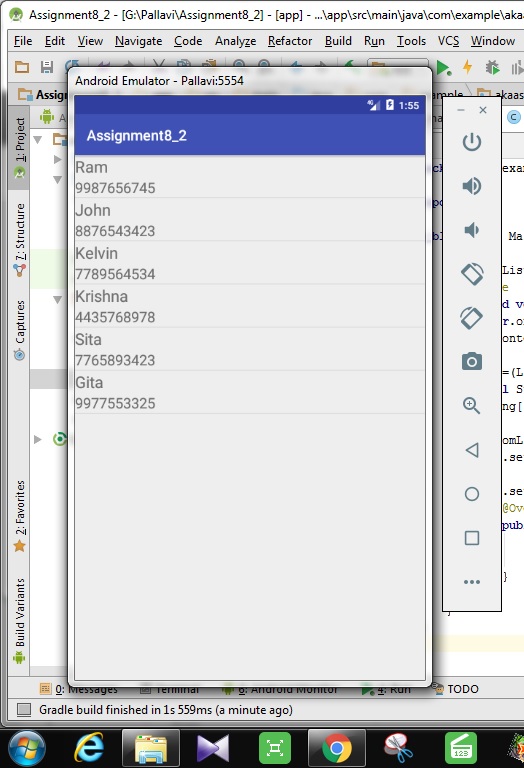 Assignment8_2 - [G:\Pallavi\Assignment8_2] - [app] - ...\app\src\main\java\com\example\akaa
File Edit View Navigate Code Analyze Refactor Build Run Tools VCS Window
Android Emulator - Pallavi:5554
1:55
Assignment8_2
Ram
9987656745
John
8876543423
Kelvin
7789564534
Krishna
4435768978
Sita
7765893423
Gita
9977553325
1: Project
7: Structure
Captures
2: Favorites
Build Variants
0: Messages Terminal 6: Android Monitor 4: Run TODO
Gradle build finished in 1s 559ms (a minute ago)